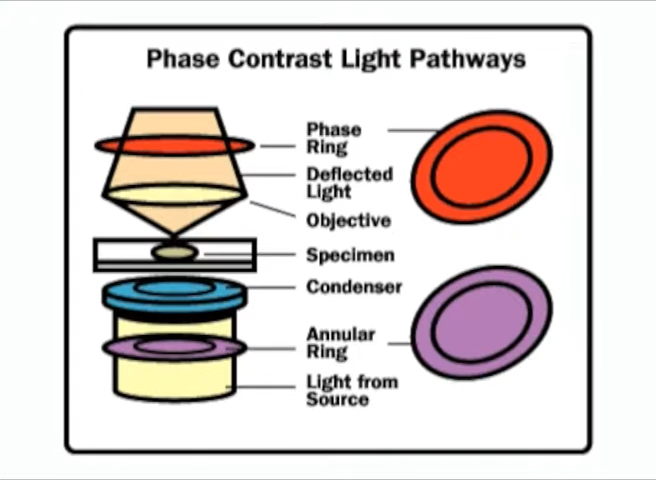 Phase Contrast Light Pathways
Phase
Ring
Deflected
Light
Objective
Specimen
Condenser
Annular
Ring
Light from
Source